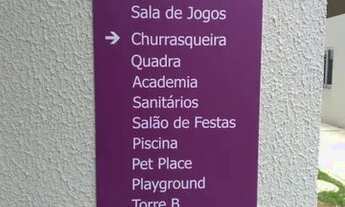 Sala de Jogos
→ Churrasqueira
Quadra
Academia
Sanitários
Salão de Festas
Piscina
Pet Place
Playground
Torre B